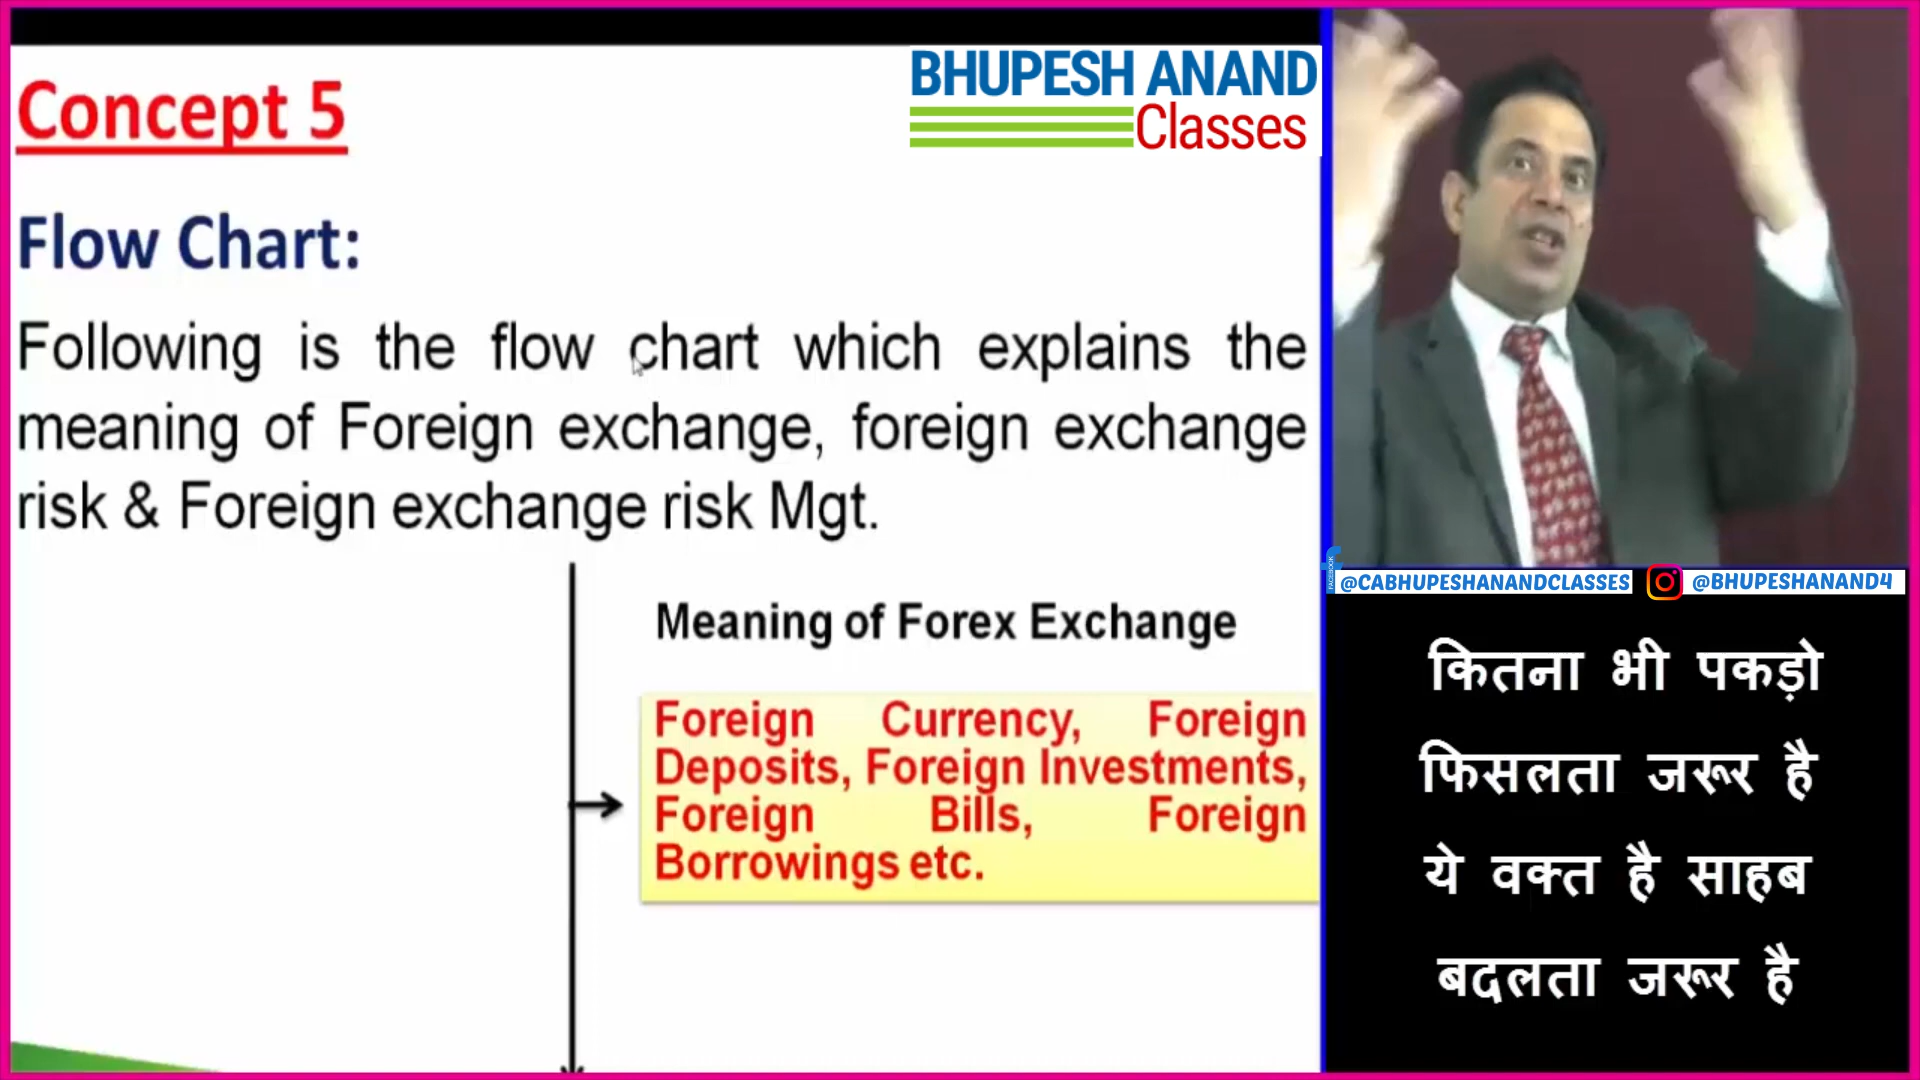 BHUPESH ANAND
Classes
Concept 5
Flow Chart:
Following is the flow chart which explains the
meaning of Foreign exchange, foreign exchange
risk & Foreign exchange risk Mgt.
Meaning of Forex Exchange
Foreign Currency, Foreign
Deposits, Foreign Investments,
Foreign Bills, Foreign
Borrowings etc.
FACEBOOK
@CABHUPESHANANDCLASSES
@BHUPESHANAND4
कितना भी पकड़ो
फिसलता जरूर है
ये वक्त है साहब
बदलता जरूर है